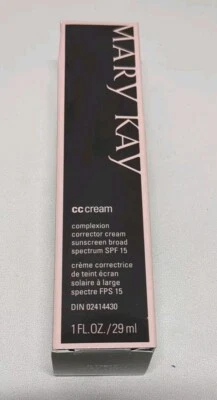 MARY KAY
cc cream
complexion
corrector cream
sunscreen broad
spectrum SPF 15
crème correctrice
de teint écran
solaire à large
spectre FPS 15
DIN 02414430
1 FL.OZ./29 ml